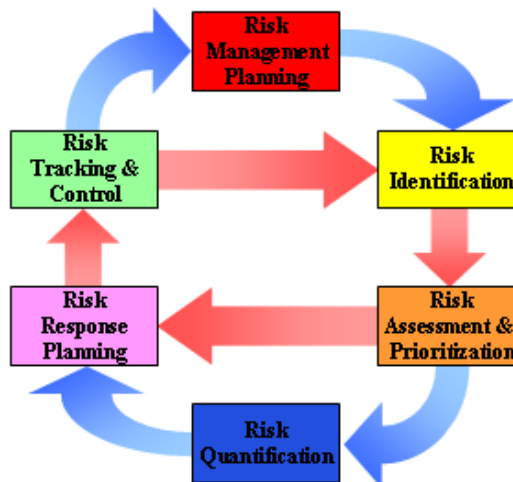 Risk
Management
Planning
Risk
Tracking &
Control
Risk
Identification
Risk
Response
Planning
Risk
Assessment &
Prioritization
Risk
Quantification